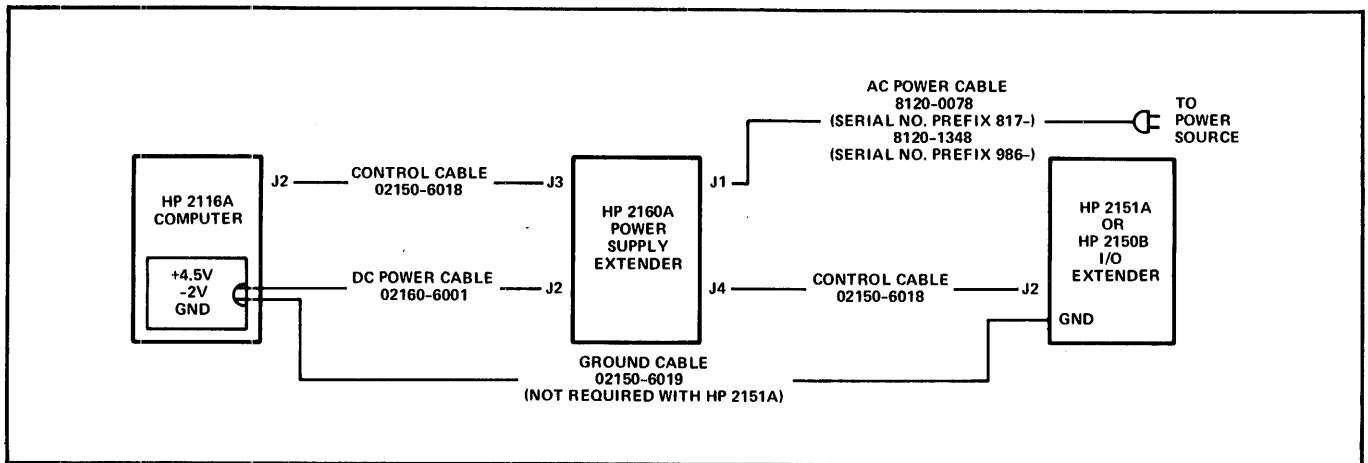 AC POWER CABLE
8120-0078
(SERIAL NO. PREFIX 817-)
8120-1348
(SERIAL NO. PREFIX 986-)
TO
POWER
SOURCE
HP 2116A
COMPUTER
+4.5V
-2V
GND
J2
CONTROL CABLE
02150-6018
J3
DC POWER CABLE
02160-6001
J2
HP 2160A
POWER
SUPPLY
EXTENDER
J1
J4
CONTROL CABLE
02150-6018
J2
HP 2151A
OR
HP 2150B
I/O
EXTENDER
GND
GROUND CABLE
02150-6019
(NOT REQUIRED WITH HP 2151A)